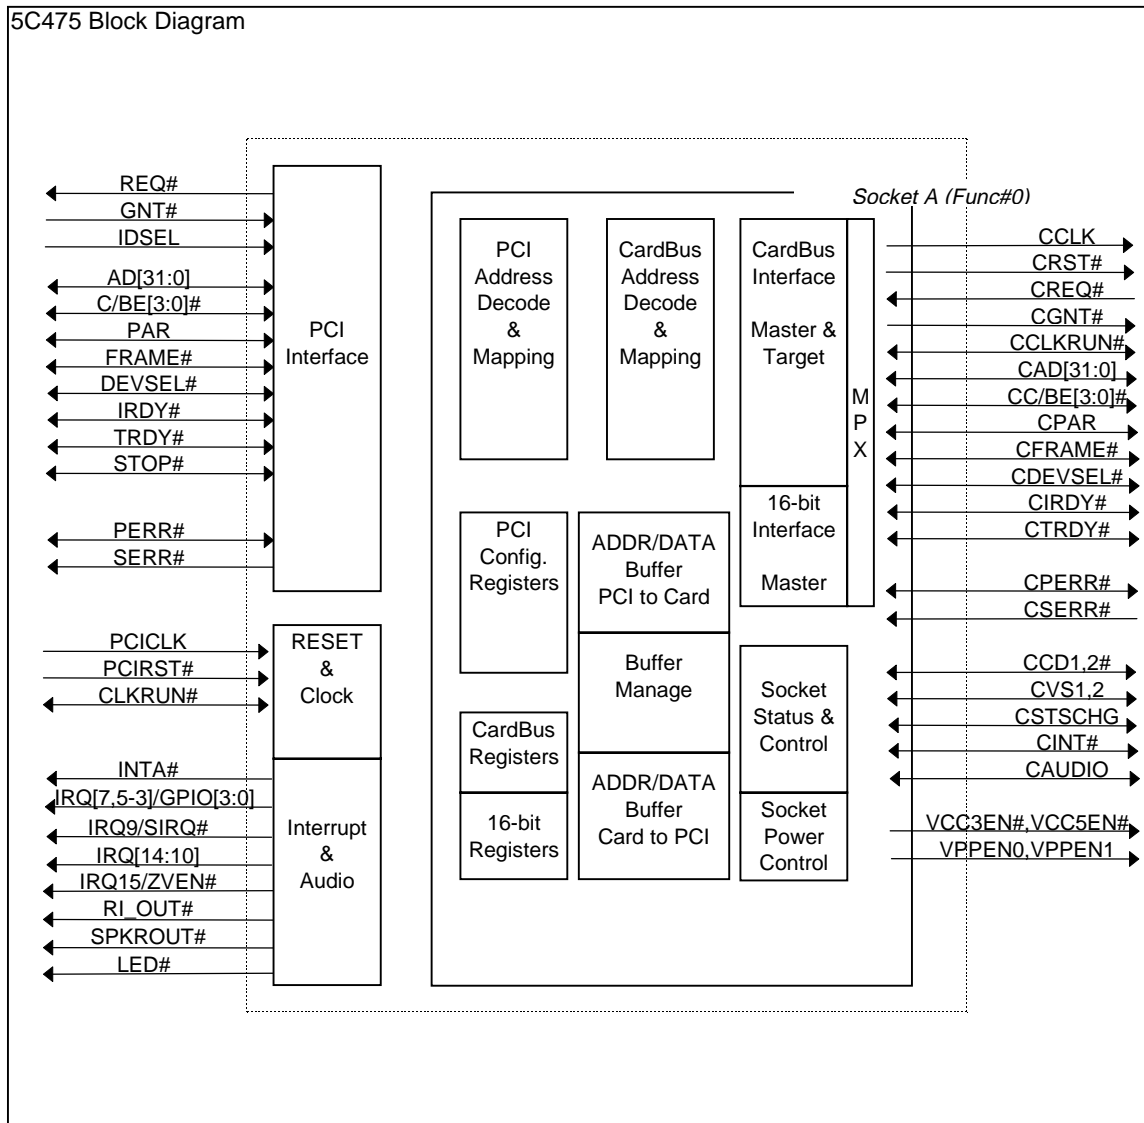 5C475 Block Diagram
REQ#
GNT#
IDSEL
AD[31:0]
C/BE[3:0]#
PAR
FRAME#
DEVSEL#
IRDY#
TRDY#
STOP#
PERR#
SERR#
PCICLK
PCIRST#
CLKRUN#
INTA#
IRQ[7,5-3]/GPIO[3:0]
IRQ9/SIRQ#
IRQ[14:10]
IRQ15/ZVEN#
RI_OUT#
SPKROUT#
LED#
PCI
Interface
RESET
&
Clock
Interrupt
&
Audio
Socket A (Func#0)
PCI
Address
Decode
&
Mapping
CardBus
Address
Decode
&
Mapping
CardBus
Interface
Master &
Target
16-bit
Interface
Master
M
P
X
PCI
Config.
Registers
ADDR/DATA
Buffer
PCI to Card
Buffer
Manage
ADDR/DATA
Buffer
Card to PCI
CardBus
Registers
16-bit
Registers
Socket
Status &
Control
Socket
Power
Control
CCLK
CRST#
CREQ#
CGNT#
CCLKRUN#
CAD[31:0]
CC/BE[3:0]#
CPAR
CFRAME#
CDEVSEL#
CIRDY#
CTRDY#
CPERR#
CSERR#
CCD1,2#
CVS1,2
CSTSCHG
CINT#
CAUDIO
VCC3EN#,VCC5EN#
VPPEN0,VPPEN1